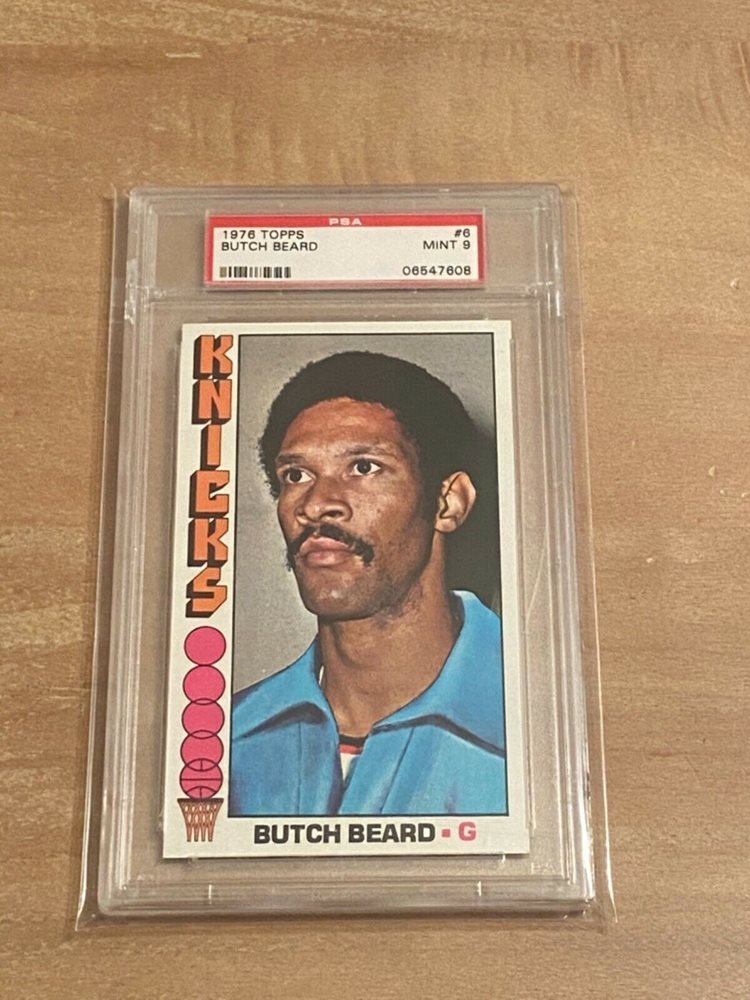 PSA
1976 TOPPS #6
BUTCH BEARD MINT 9
06547608
KNICKS
BUTCH BEARD ▪ G